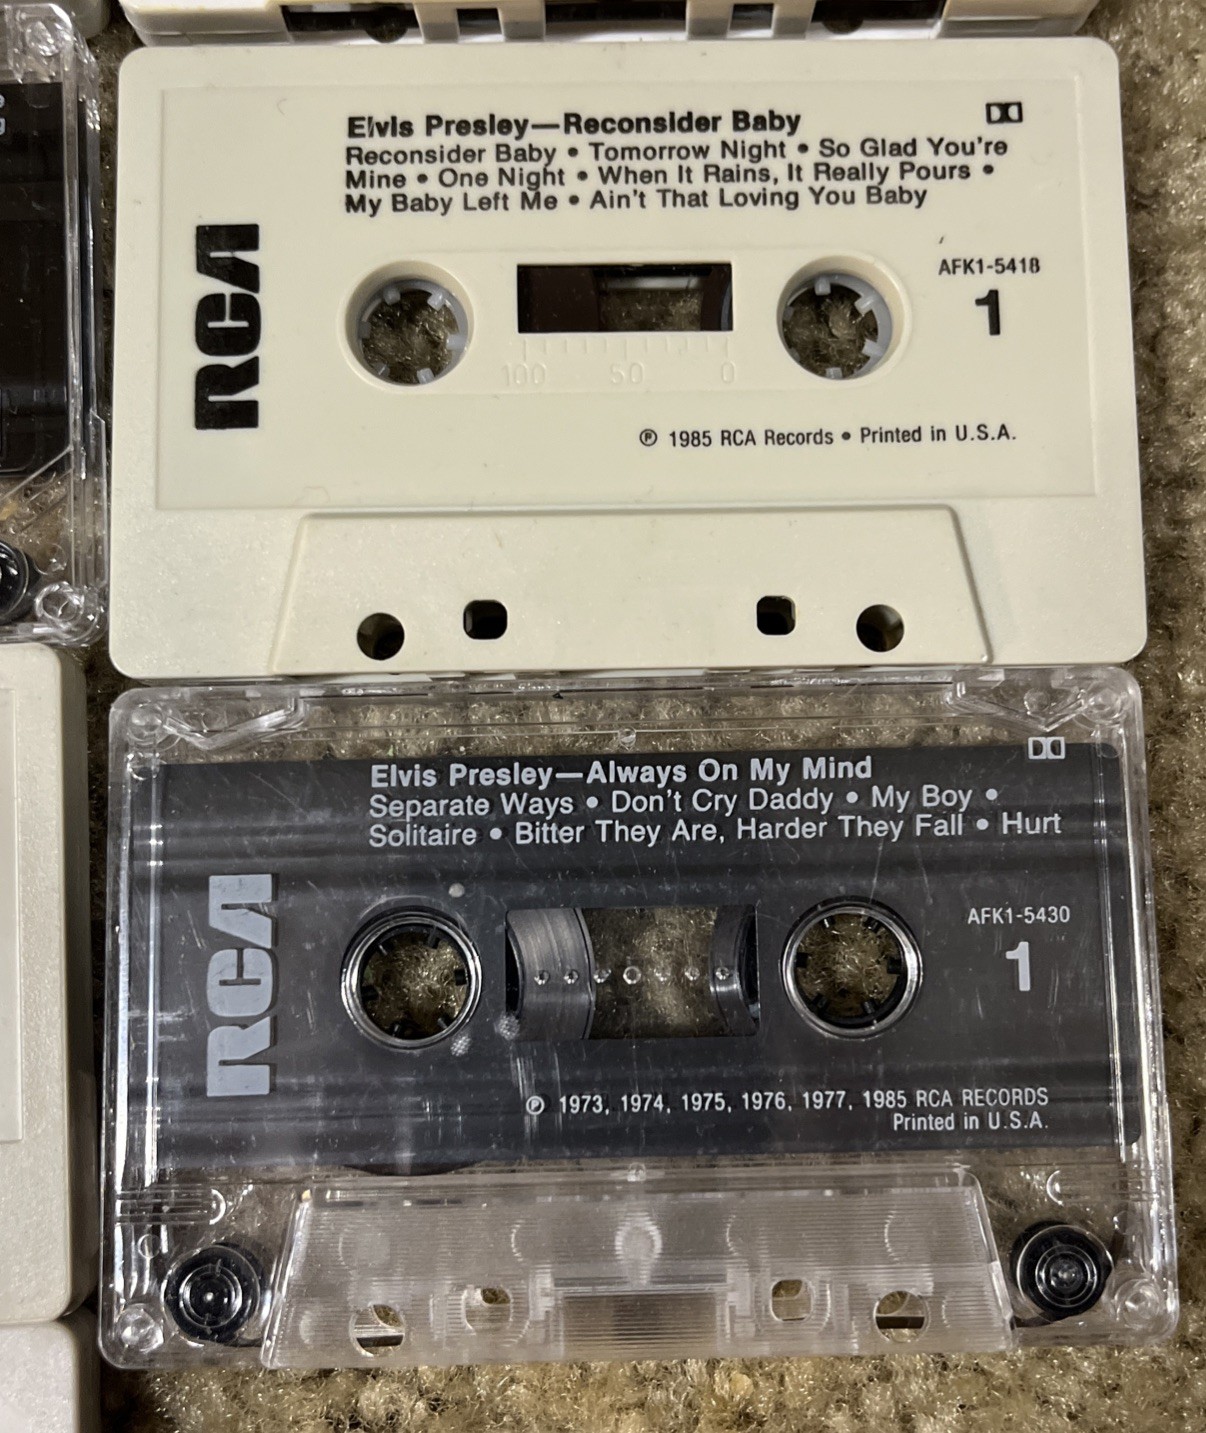 Elvis Presley—Reconsider Baby
Reconsider Baby • Tomorrow Night • So Glad You're
Mine • One Night • When It Rains, It Really Pours •
My Baby Left Me • Ain't That Loving You Baby
RCA
AFK1-5418
1
100 50 0
℗ 1985 RCA Records • Printed in U.S.A.
Elvis Presley—Always On My Mind
Separate Ways • Don't Cry Daddy • My Boy •
Solitaire • Bitter They Are, Harder They Fall • Hurt
RCA
AFK1-5430
1
℗ 1973, 1974, 1975, 1976, 1977, 1985 RCA RECORDS
Printed in U.S.A.